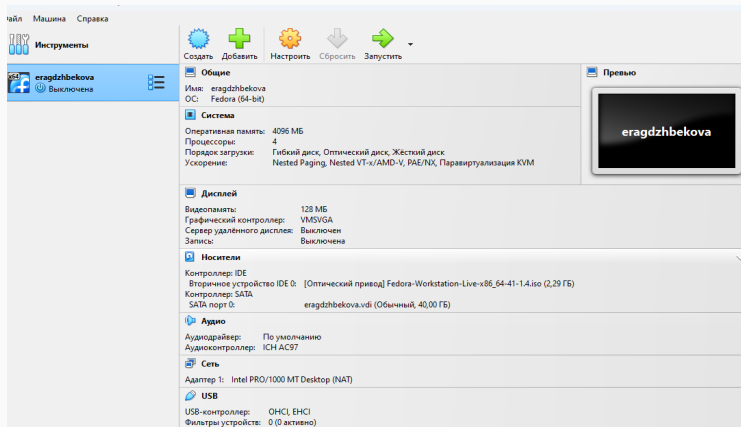 Файл Машина Справка
Инструменты
Создать Добавить Настроить Сбросить Запустить
x64 eragdzhbekova
Выключена
Общие
Имя: eragdzhbekova
ОС: Fedora (64-bit)
Система
Оперативная память: 4096 МБ
Процессоры: 4
Порядок загрузки: Гибкий диск, Оптический диск, Жёсткий диск
Ускорение: Nested Paging, Nested VT-x/AMD-V, PAE/NX, Паравиртуализация KVM
Превью
eragdzhbekova
Дисплей
Видеопамять: 128 МБ
Графический контроллер: VMSVGA
Сервер удалённого дисплея: Выключен
Запись: Выключена
Носители
Контроллер: IDE
Вторичное устройство IDE 0: [Оптический привод] Fedora-Workstation-Live-x86_64-41-1.4.iso (2,29 ГБ)
Контроллер: SATA
SATA порт 0: eragdzhbekova.vdi (Обычный, 40,00 ГБ)
Аудио
Аудиодрайвер: По умолчанию
Аудиоконтроллер: ICH AC97
Сеть
Адаптер 1: Intel PRO/1000 MT Desktop (NAT)
USB
USB-контроллер: OHCI, EHCI
Фильтры устройств: 0 (0 активно)